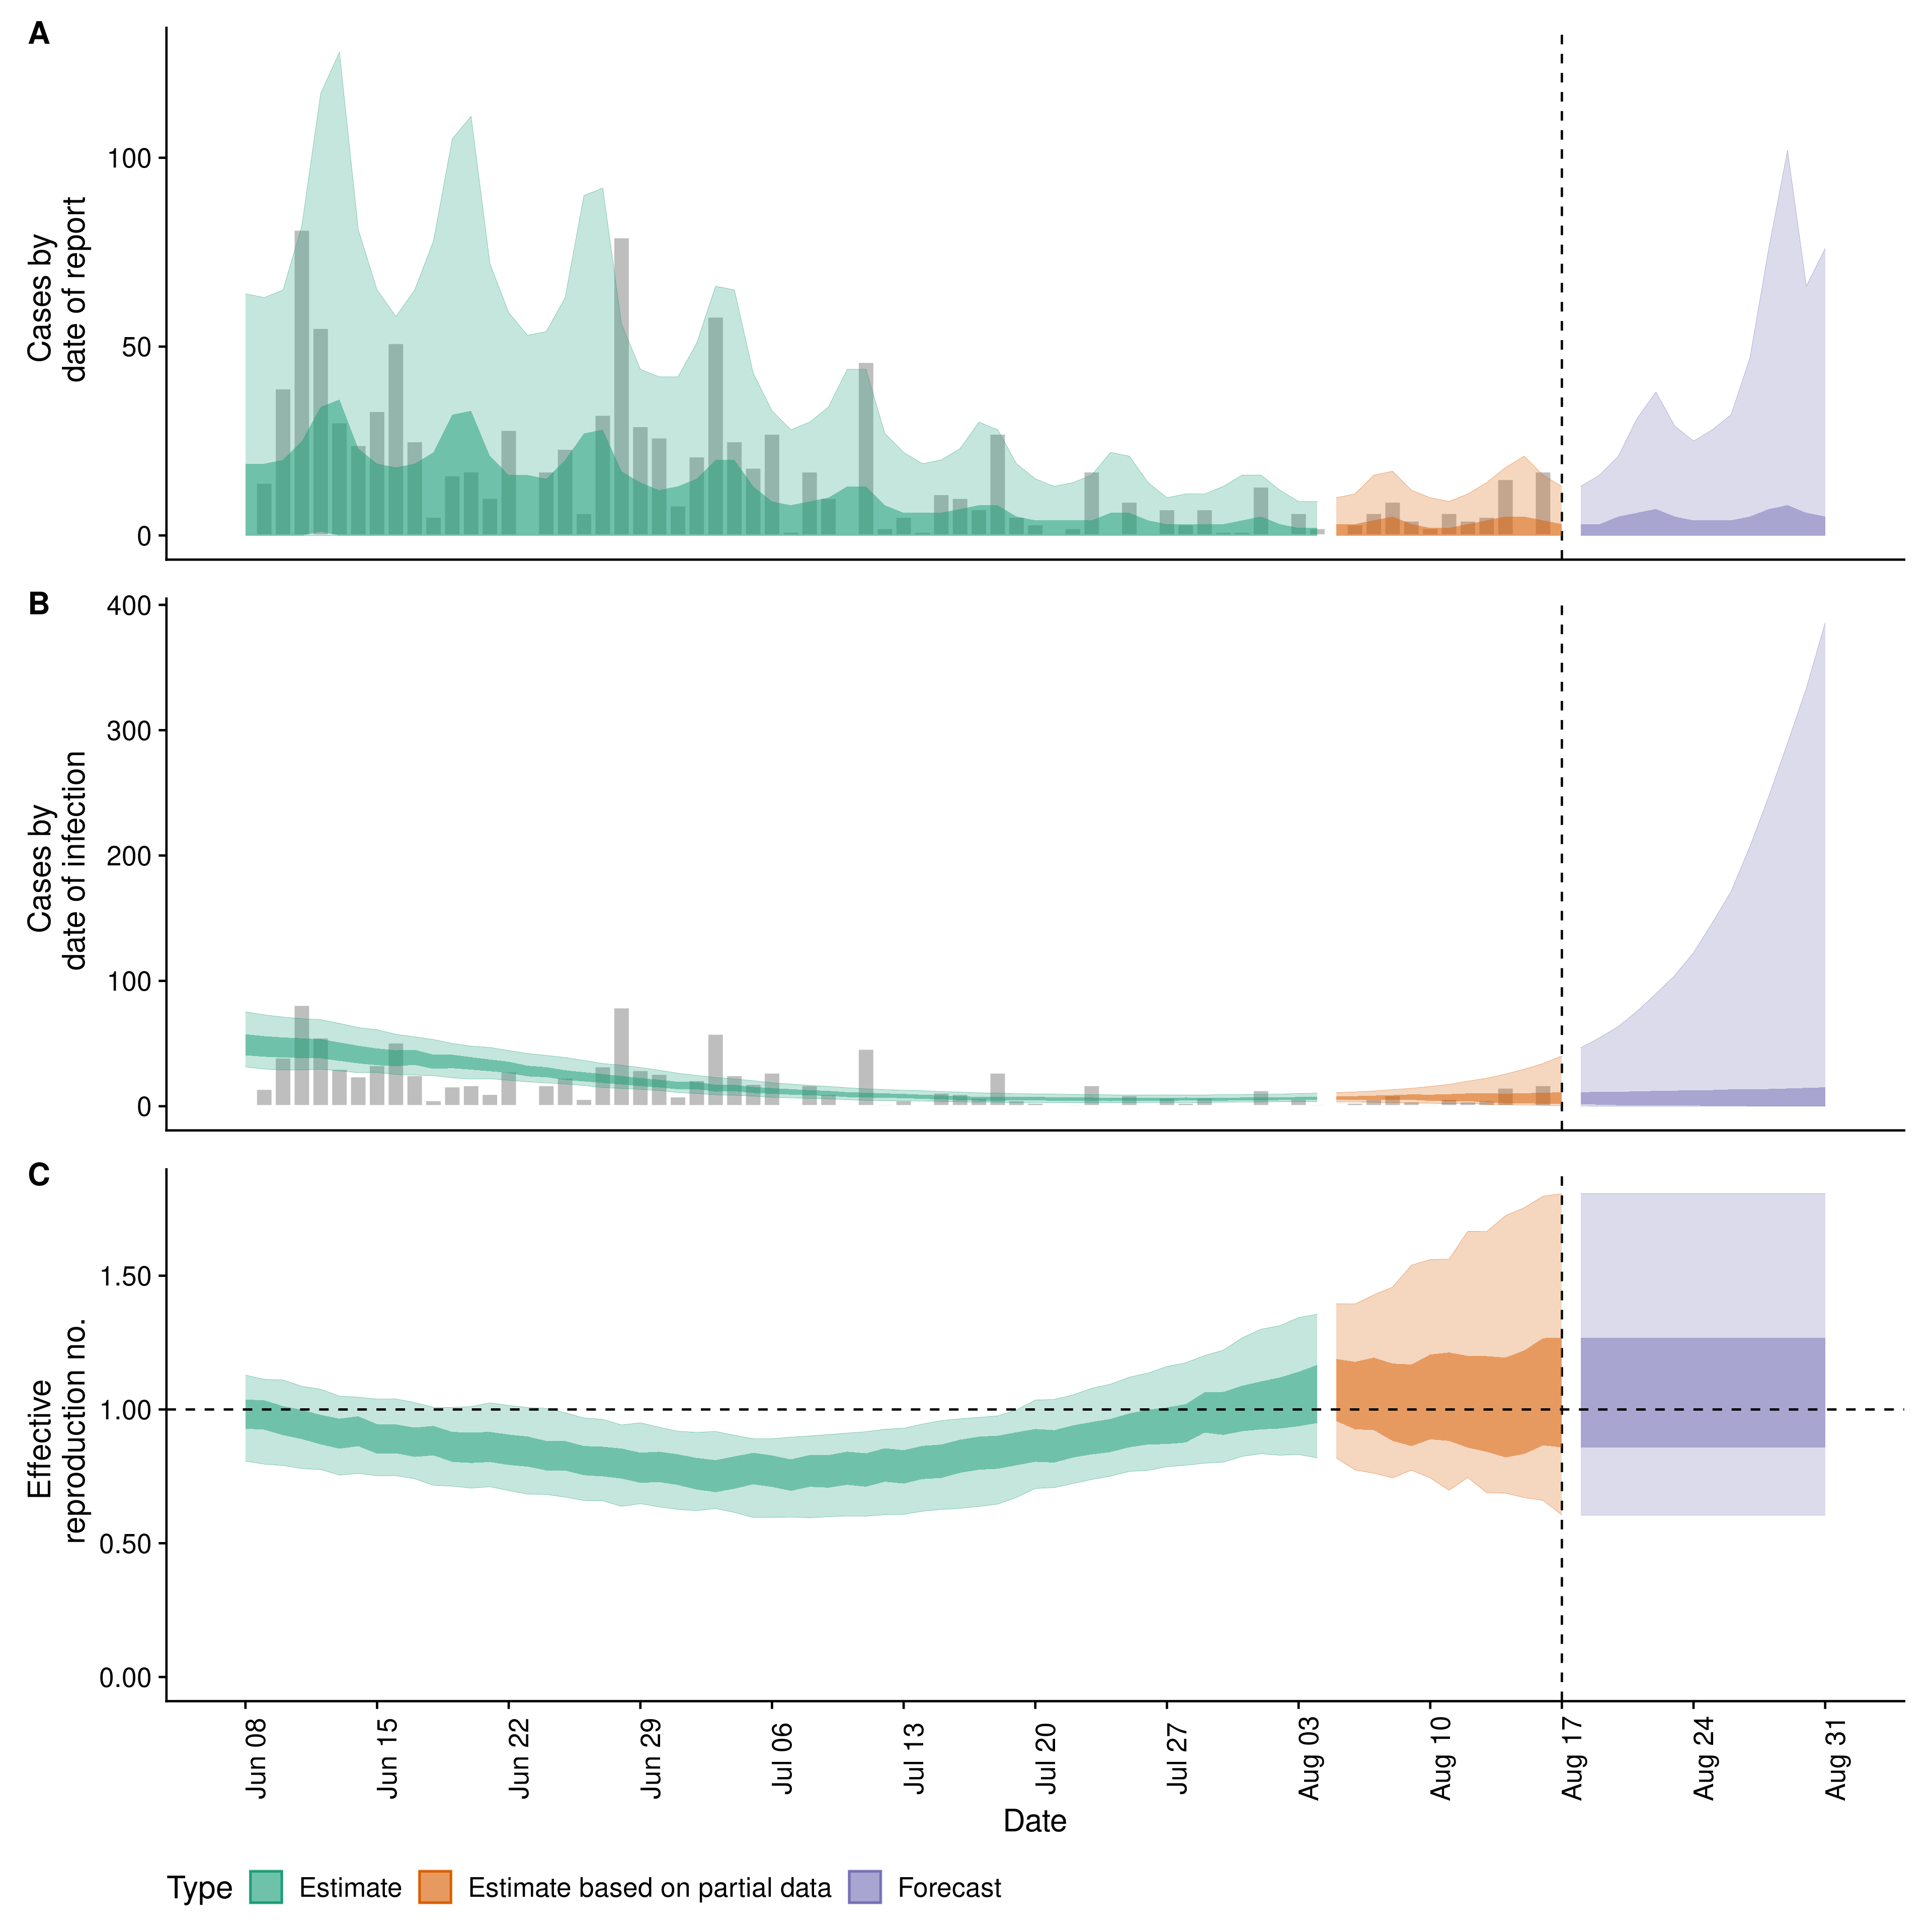 A
Cases by
date of report
100
50
0
B
Cases by
date of infection
400
300
200
100
0
C
Effective
reproduction no.
1.50
1.00
0.50
0.00
Jun 08
Jun 15
Jun 22
Jun 29
Jul 06
Jul 13
Jul 20
Jul 27
Aug 03
Aug 10
Aug 17
Aug 24
Aug 31
Date
Type Estimate Estimate based on partial data Forecast